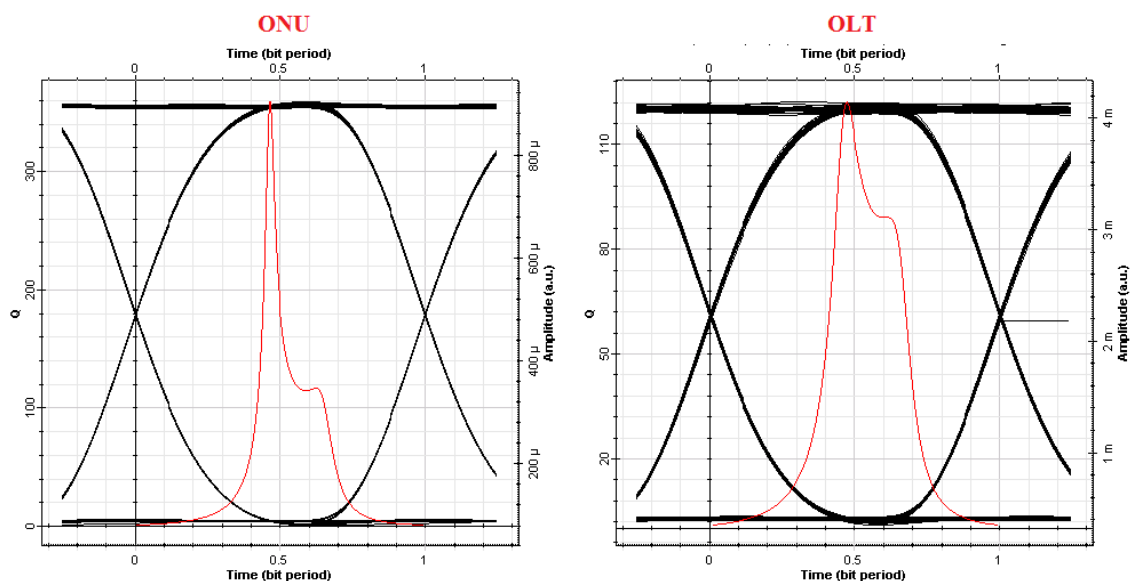 ONU
Time (bit period)
0 0.5 1
Q
0 100 200 300
Amplitude (a.u.)
200 µ 400 µ 600 µ 800 µ
0 0.5 1
Time (bit period)
OLT
Time (bit period)
0 0.5 1
Q
20 50 80 110
Amplitude (a.u.)
1 m 2 m 3 m 4 m
0 0.5 1
Time (bit period)